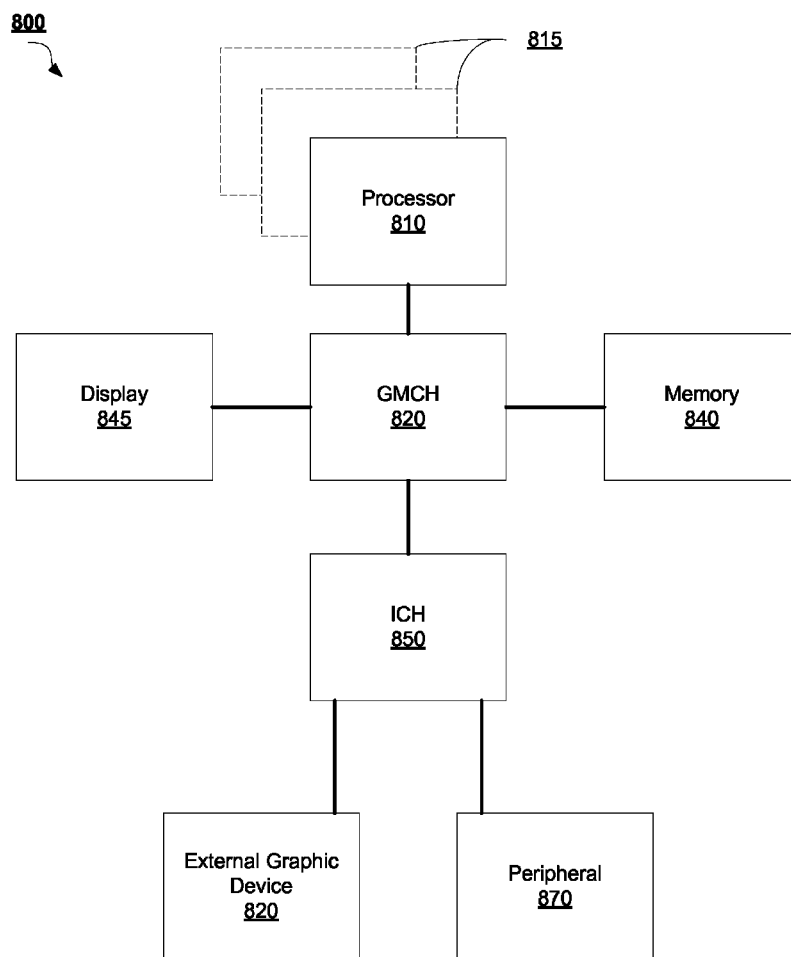 800
815
Processor
810
Display
845
GMCH
820
Memory
840
ICH
850
External Graphic
Device
820
Peripheral
870